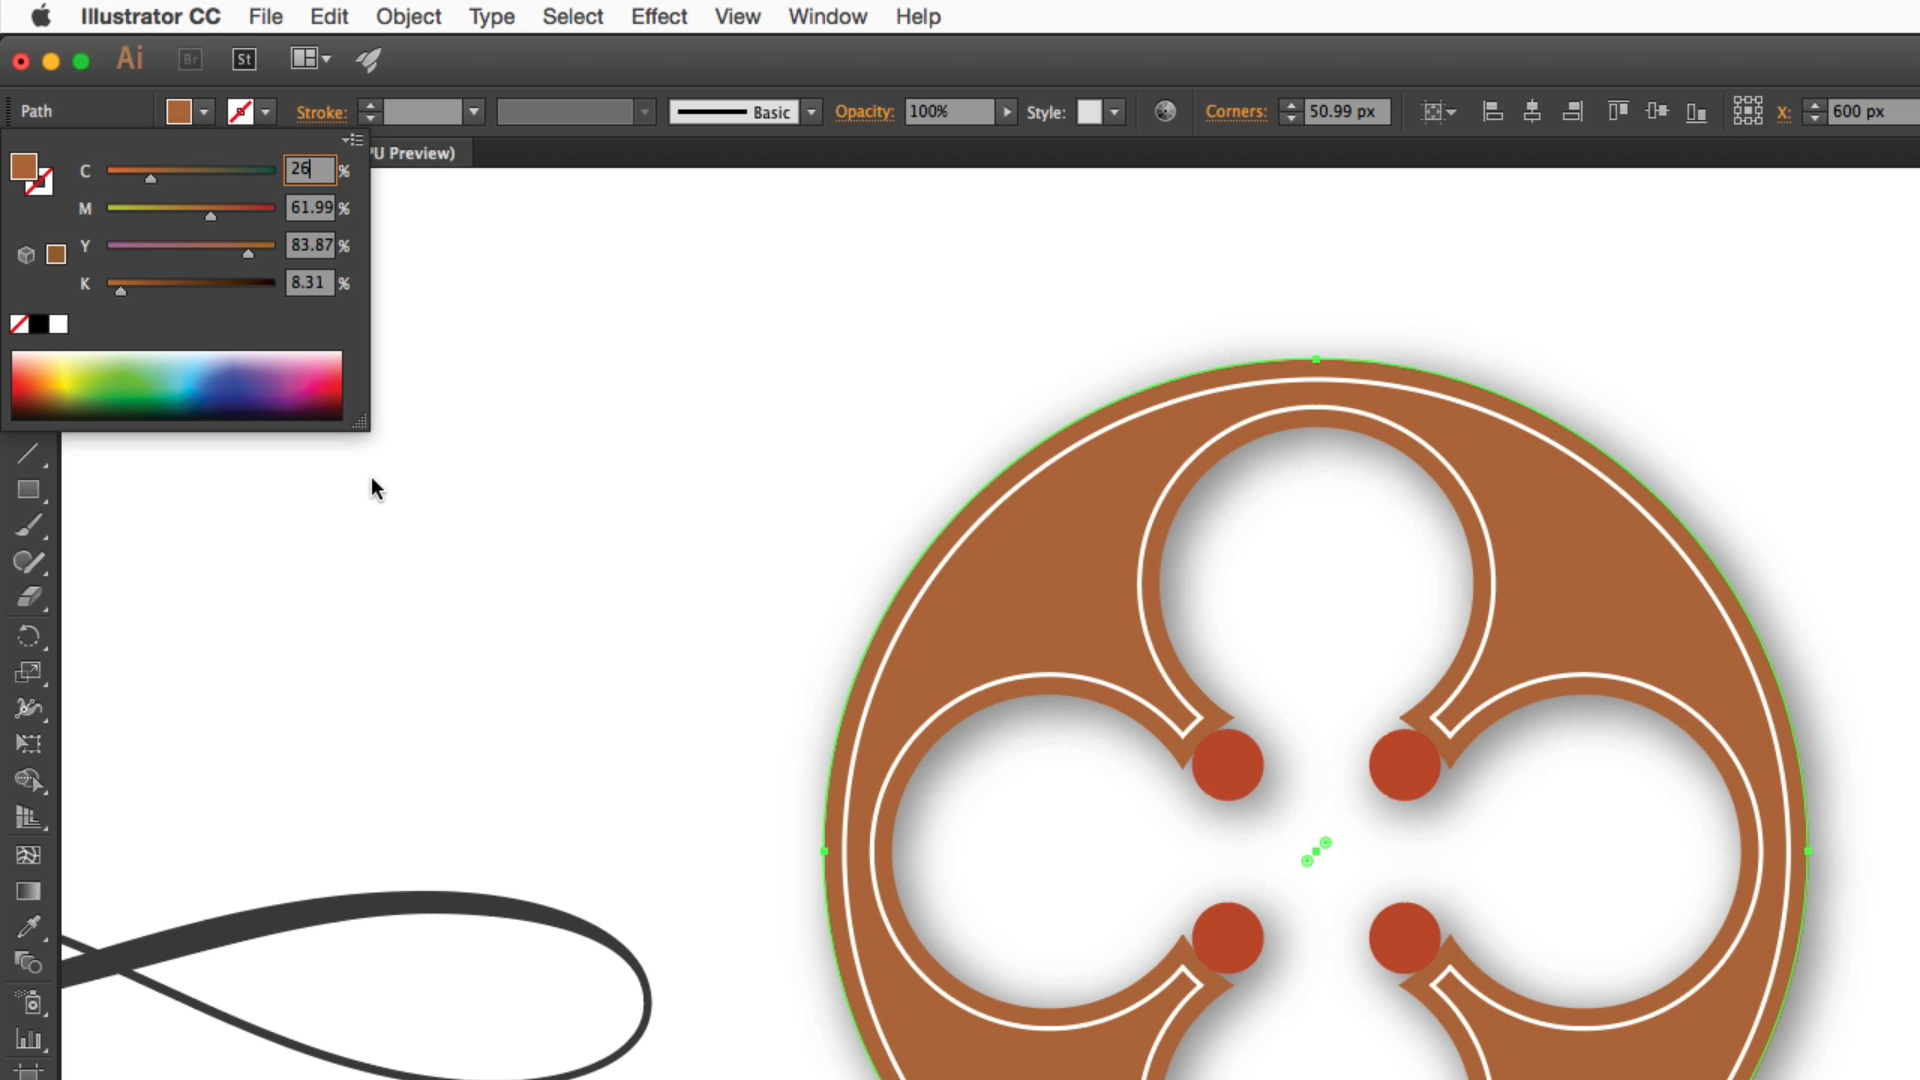 Illustrator CC File Edit Object Type Select Effect View Window Help
Ai Br St
Path Stroke: Basic Opacity: 100% Style: Corners: 50.99 px X: 600 px
PU Preview)
C 26 %
M 61.99 %
Y 83.87 %
K 8.31 %